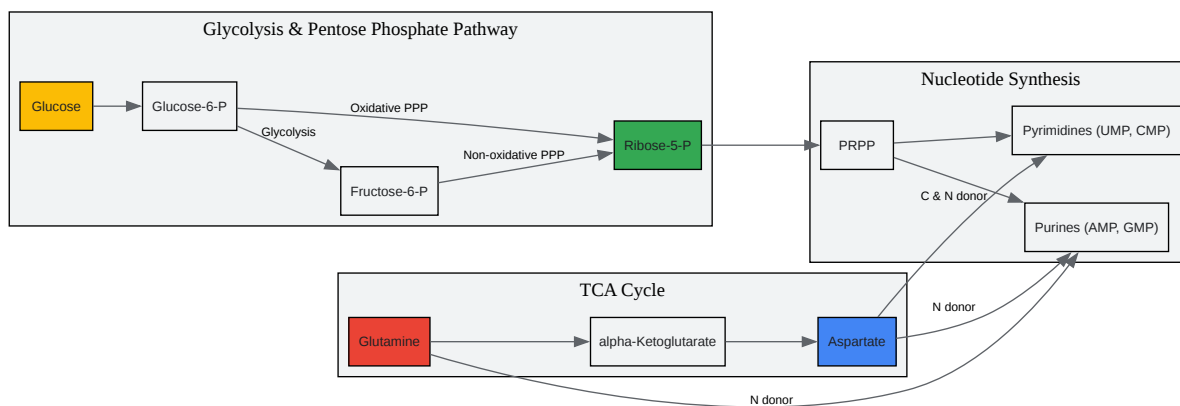 Glycolysis & Pentose Phosphate Pathway
Glucose
Glucose-6-P
Oxidative PPP
Glycolysis
Fructose-6-P
Non-oxidative PPP
Ribose-5-P
Nucleotide Synthesis
PRPP
Pyrimidines (UMP, CMP)
C & N donor
Purines (AMP, GMP)
TCA Cycle
Glutamine
alpha-Ketoglutarate
Aspartate
N donor
N donor